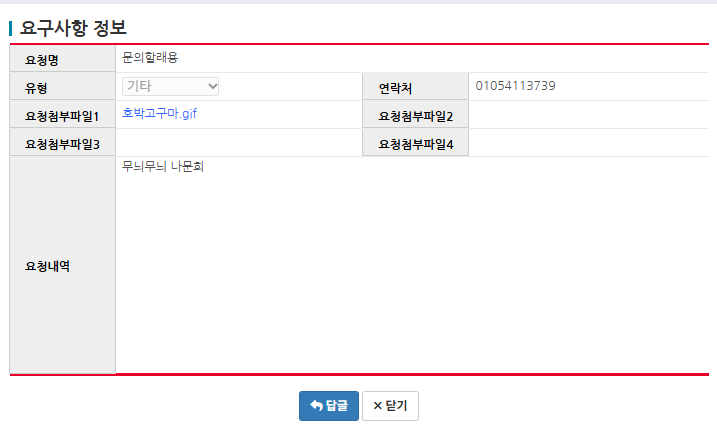 요구사항 정보
요청명 문의할래용
유형 기타 연락처 01054113739
요청첨부파일1 호박고구마.gif 요청첨부파일2
요청첨부파일3 요청첨부파일4
요청내역 무늬무늬 나문희
답글 × 닫기